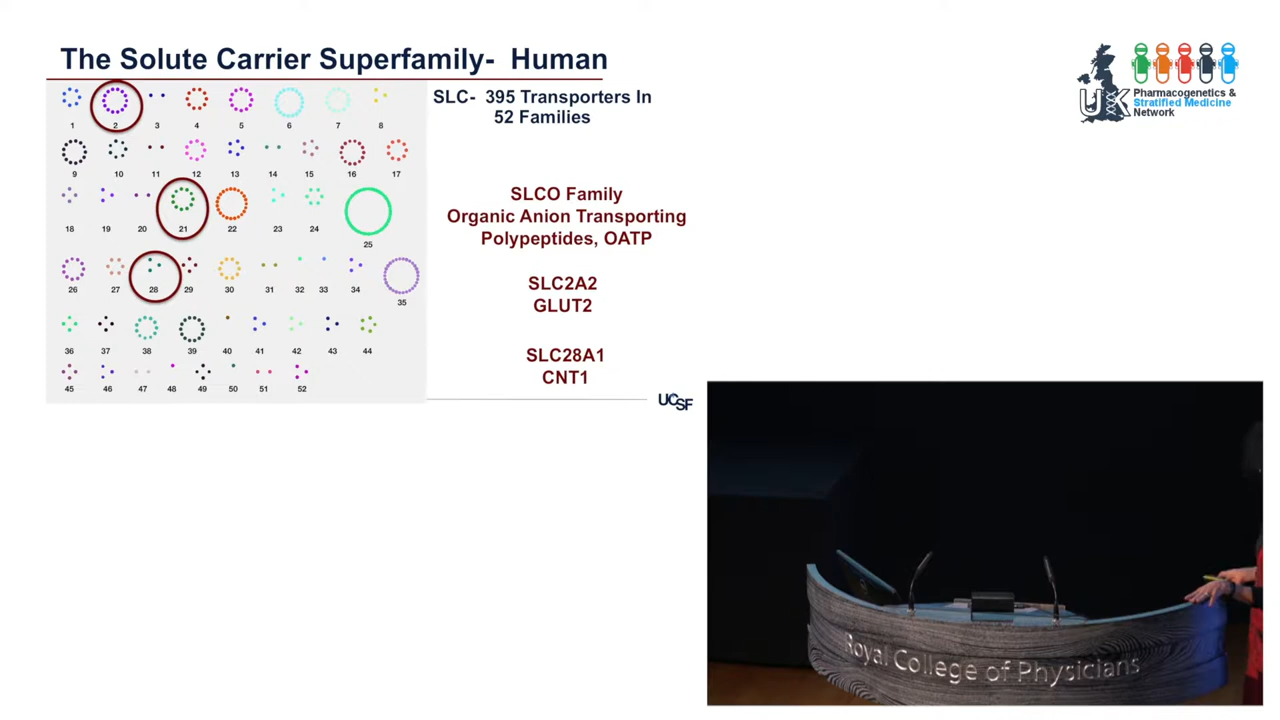 The Solute Carrier Superfamily- Human
SLC- 395 Transporters In
52 Families
1 2 3 4 5 6 7 8
9 10 11 12 13 14 15 16 17
18 19 20 21 22 23 24 25
26 27 28 29 30 31 32 33 34 35
36 37 38 39 40 41 42 43 44
45 46 47 48 49 50 51 52
SLCO Family
Organic Anion Transporting
Polypeptides, OATP
SLC2A2
GLUT2
SLC28A1
CNT1
UCSF
UK
Pharmacogenetics &
Stratified Medicine
Network
Royal College of Physicians